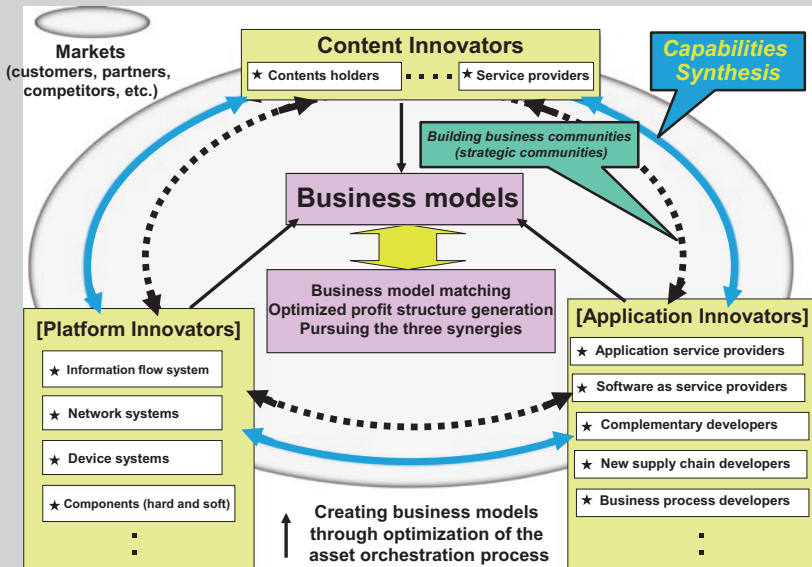 Markets
(customers, partners,
competitors, etc.)
Content Innovators
★ Contents holders
★ Service providers
Capabilities
Synthesis
Building business communities
(strategic communities)
Business models
Business model matching
Optimized profit structure generation
Pursuing the three synergies
[Platform Innovators]
★ Information flow system
★ Network systems
★ Device systems
★ Components (hard and soft)
[Application Innovators]
★ Application service providers
★ Software as service providers
★ Complementary developers
★ New supply chain developers
★ Business process developers
Creating business models
through optimization of the
asset orchestration process